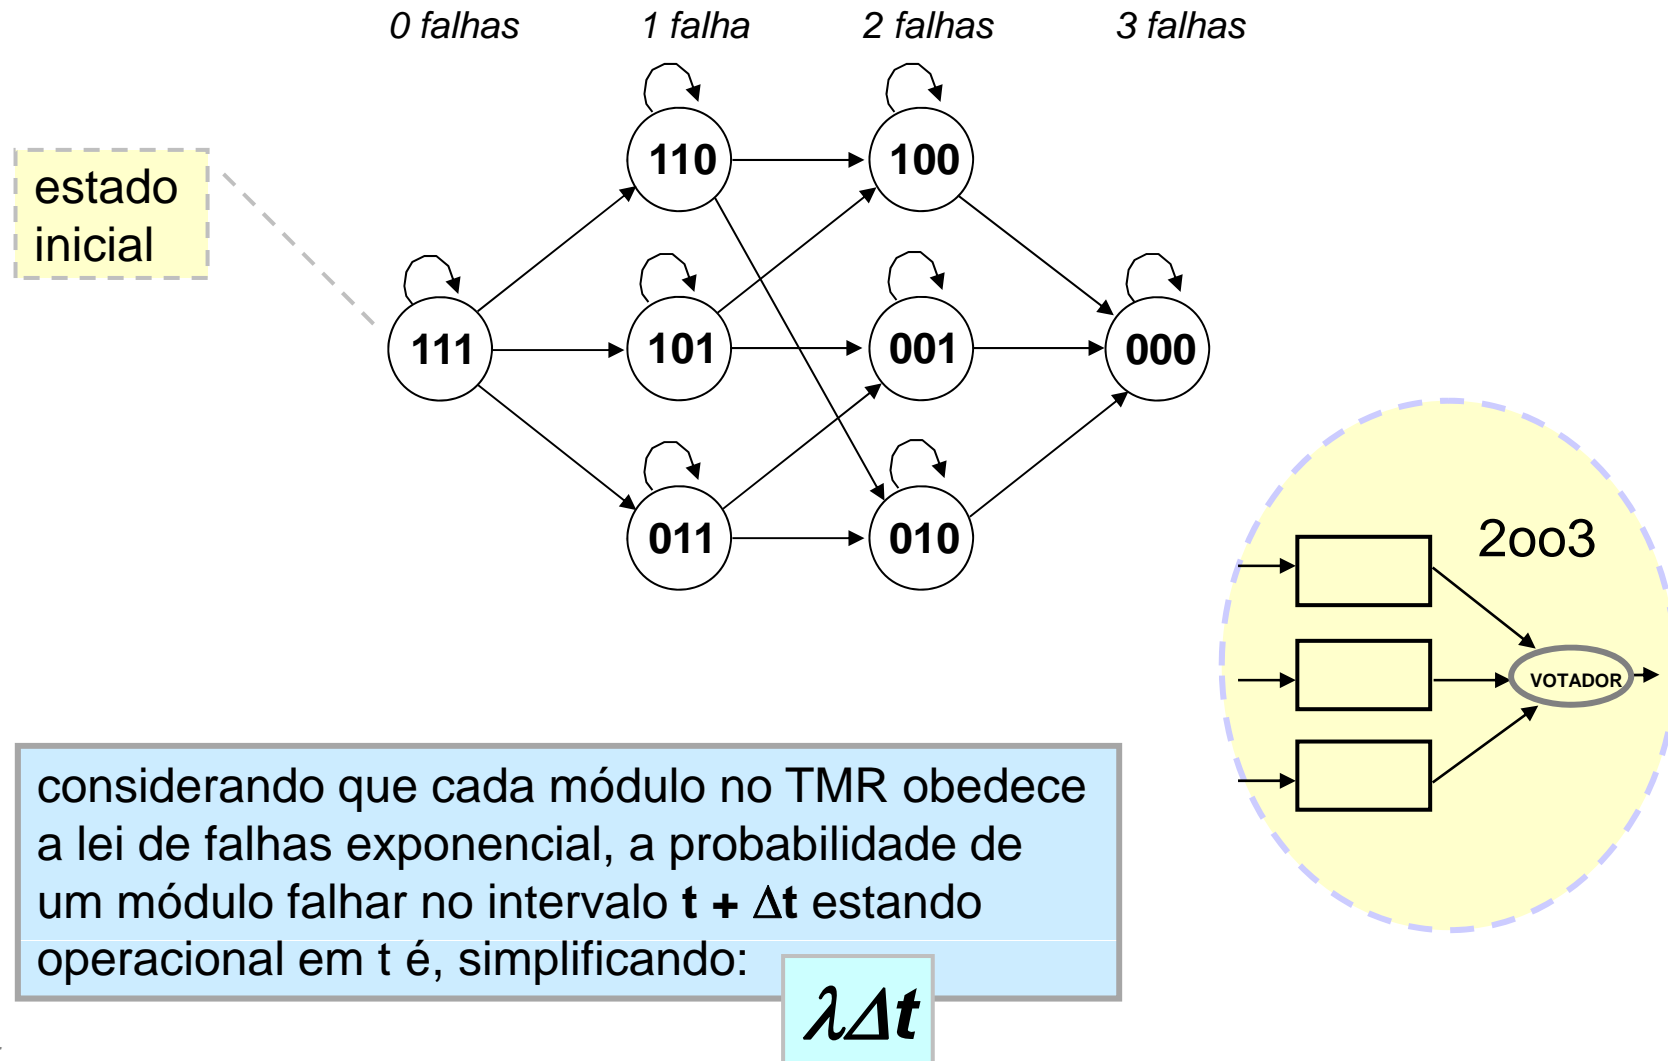 0 falhas 1 falha 2 falhas 3 falhas
estado
inicial
110 100
111 101 001 000
011 010
2oo3
VOTADOR
considerando que cada módulo no TMR obedece
a lei de falhas exponencial, a probabilidade de
um módulo falhar no intervalo t + Δt estando
operacional em t é, simplificando:
λΔt